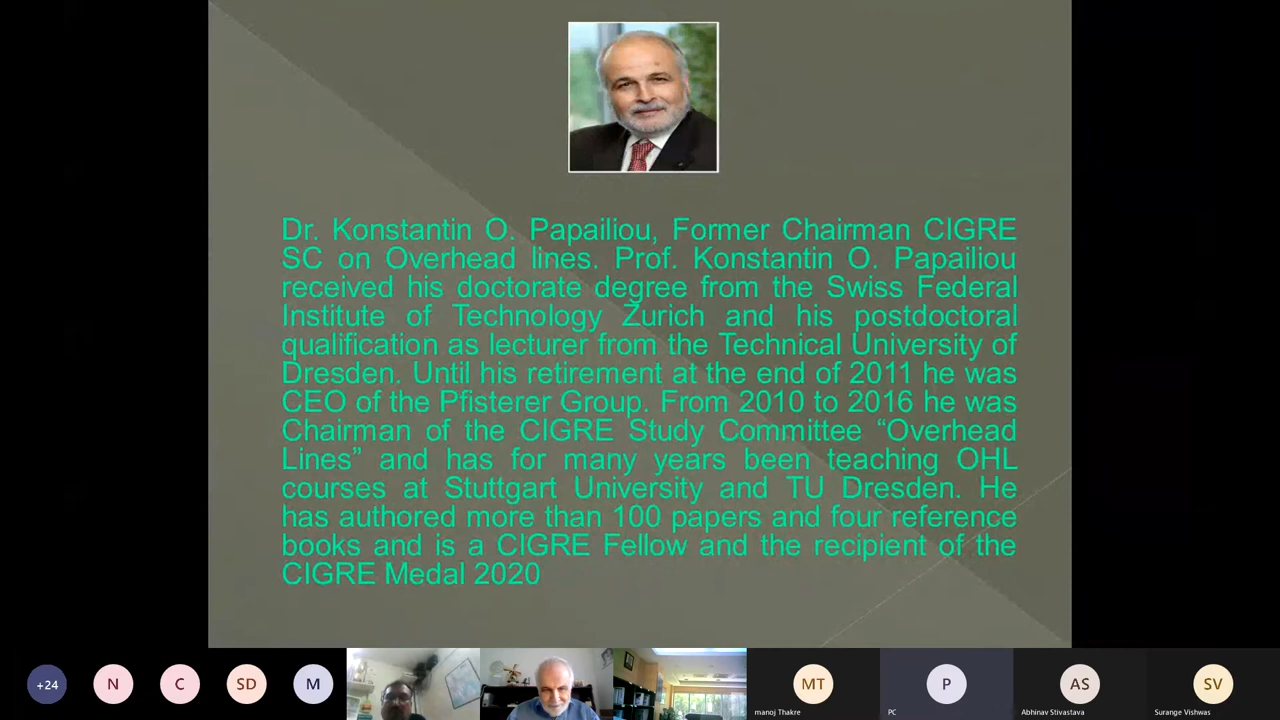 Dr. Konstantin O. Papailiou, Former Chairman CIGRE
SC on Overhead lines. Prof. Konstantin O. Papailiou
received his doctorate degree from the Swiss Federal
Institute of Technology Zurich and his postdoctoral
qualification as lecturer from the Technical University of
Dresden. Until his retirement at the end of 2011 he was
CEO of the Pfisterer Group. From 2010 to 2016 he was
Chairman of the CIGRE Study Committee “Overhead
Lines” and has for many years been teaching OHL
courses at Stuttgart University and TU Dresden. He
has authored more than 100 papers and four reference
books and is a CIGRE Fellow and the recipient of the
CIGRE Medal 2020
+24 N C SD M MT P AS SV
manoj Thakre PC Abhinav Stivastava Surange Vishwas